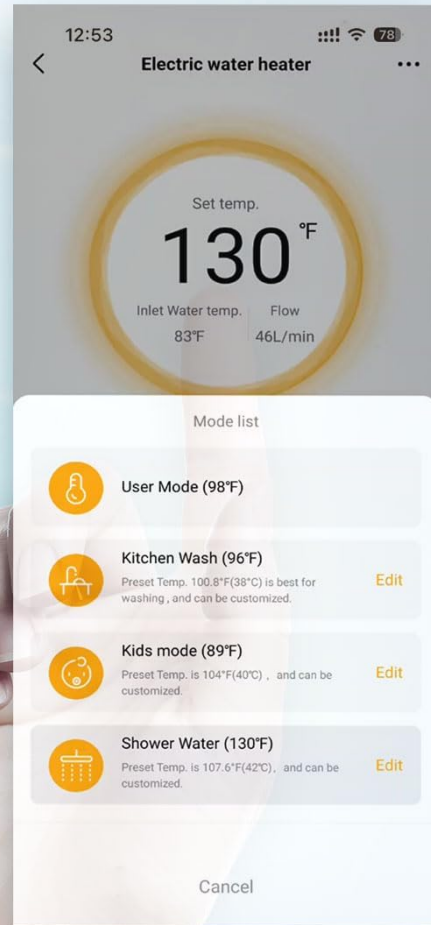 12:53
78
Electric water heater
Set temp.
130 °F
Inlet Water temp. Flow
83°F 46L/min
Mode list
User Mode (98°F)
Kitchen Wash (96°F)
Preset Temp. 100.8°F(38°C) is best for
washing , and can be customized.
Edit
Kids mode (89°F)
Preset Temp. is 104°F(40℃) ,  and can be
customized.
Edit
Shower Water (130°F)
Preset Temp. is 107.6°F(42℃),  and can be
customized.
Edit
Cancel